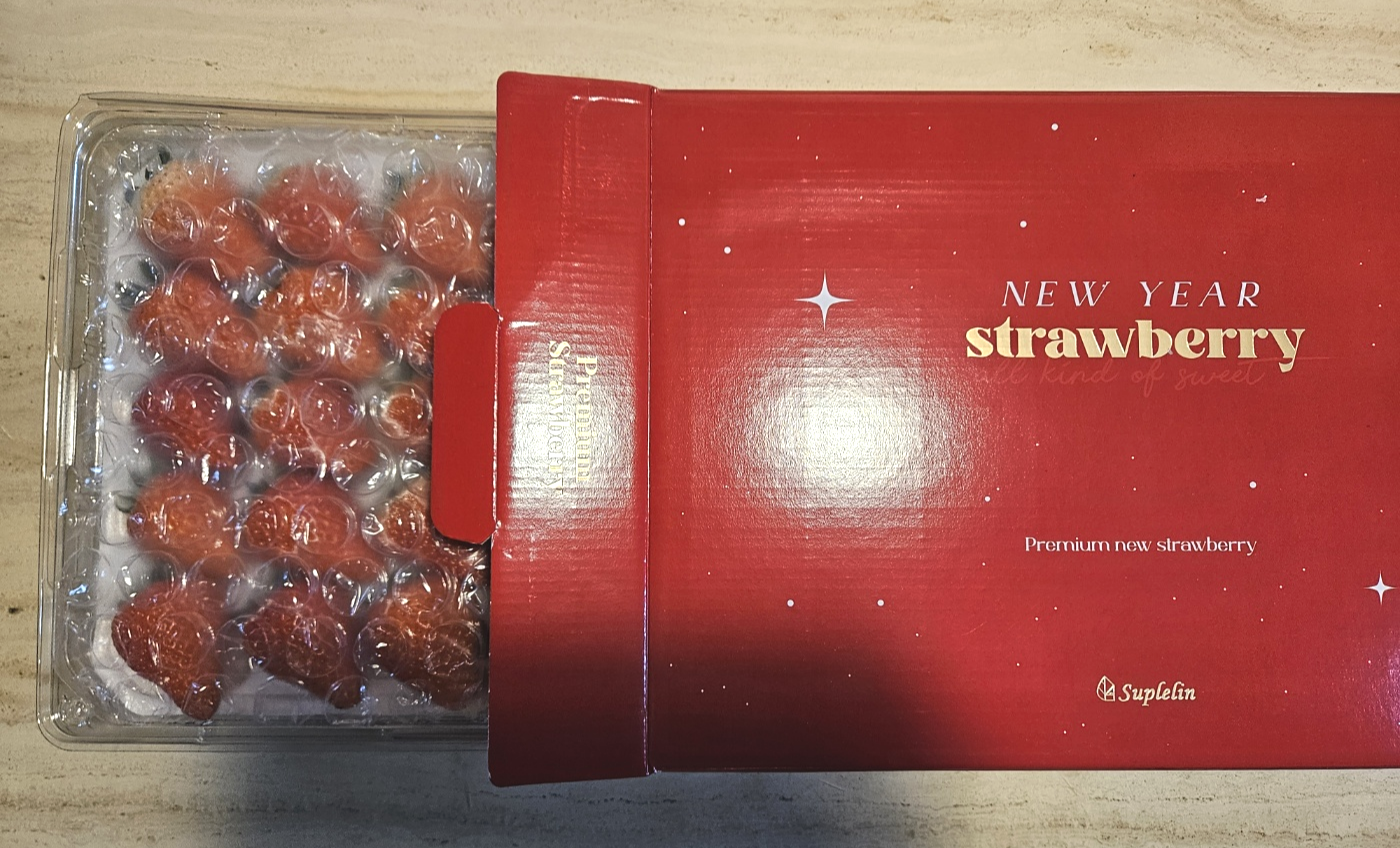 Premium
Strawberry
NEW YEAR
strawberry
all kind of sweet
Premium new strawberry
Suplelin